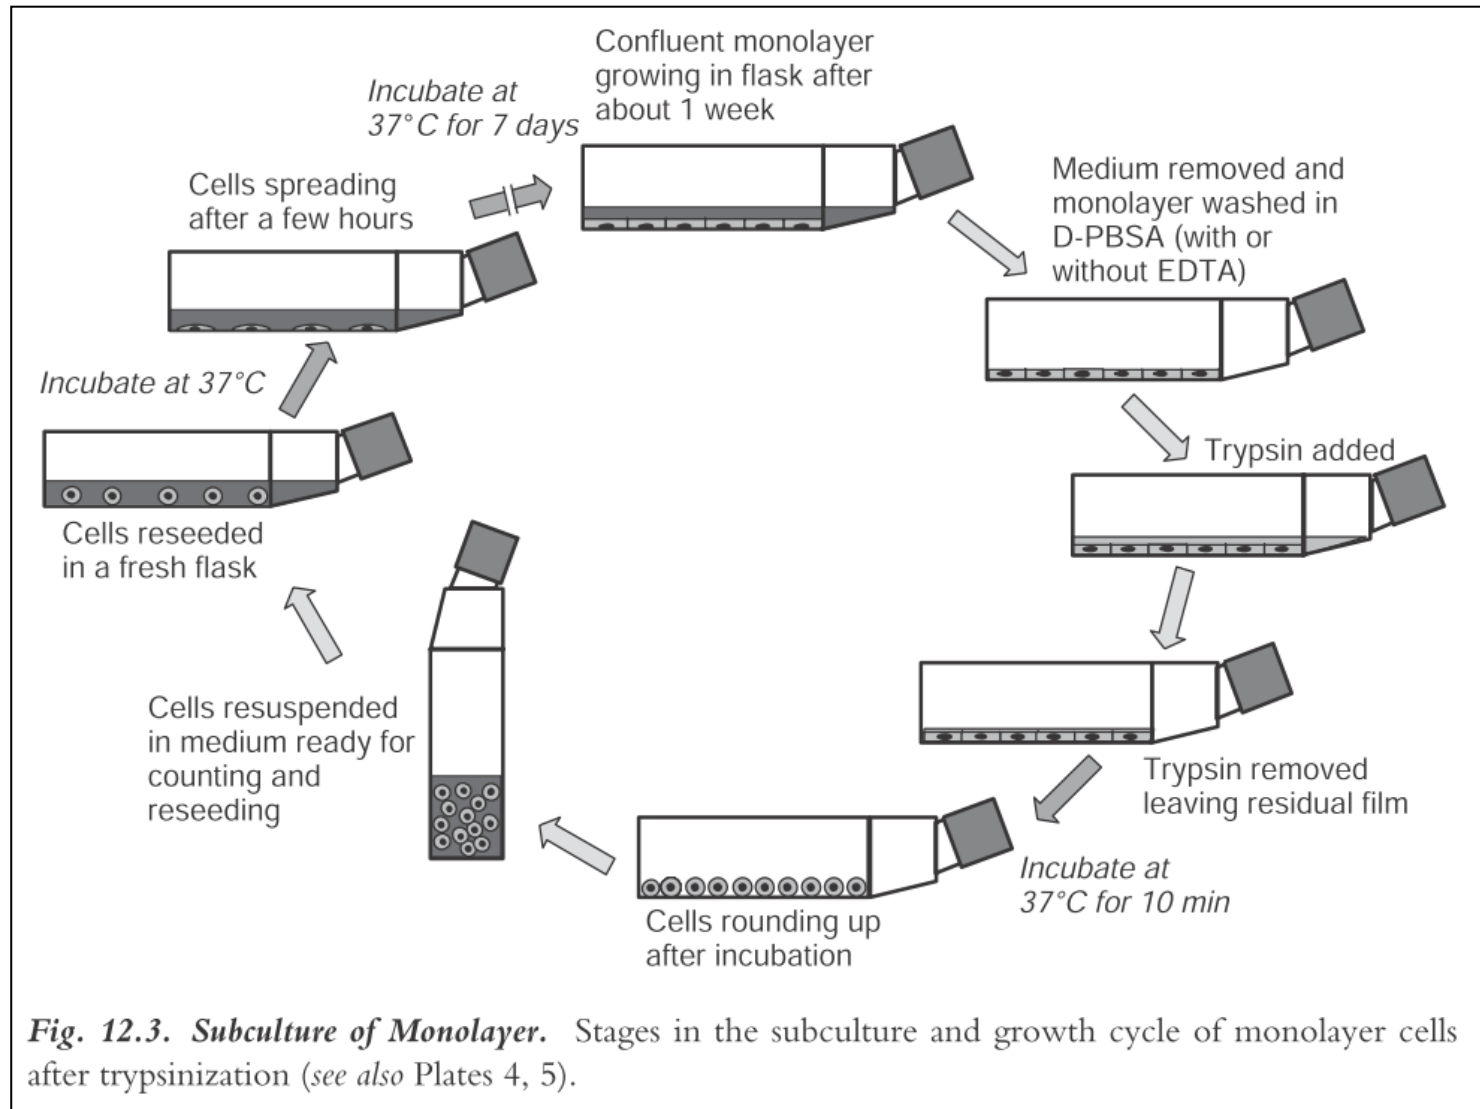 Confluent monolayer
growing in flask after
about 1 week
Incubate at
37°C for 7 days
Medium removed and
monolayer washed in
D-PBSA (with or
without EDTA)
Cells spreading
after a few hours
Trypsin added
Incubate at 37°C
Cells reseeded
in a fresh flask
Trypsin removed
leaving residual film
Cells resuspended
in medium ready for
counting and
reseeding
Incubate at
37°C for 10 min
Cells rounding up
after incubation
Fig. 12.3. Subculture of Monolayer. Stages in the subculture and growth cycle of monolayer cells
after trypsinization (see also Plates 4, 5).